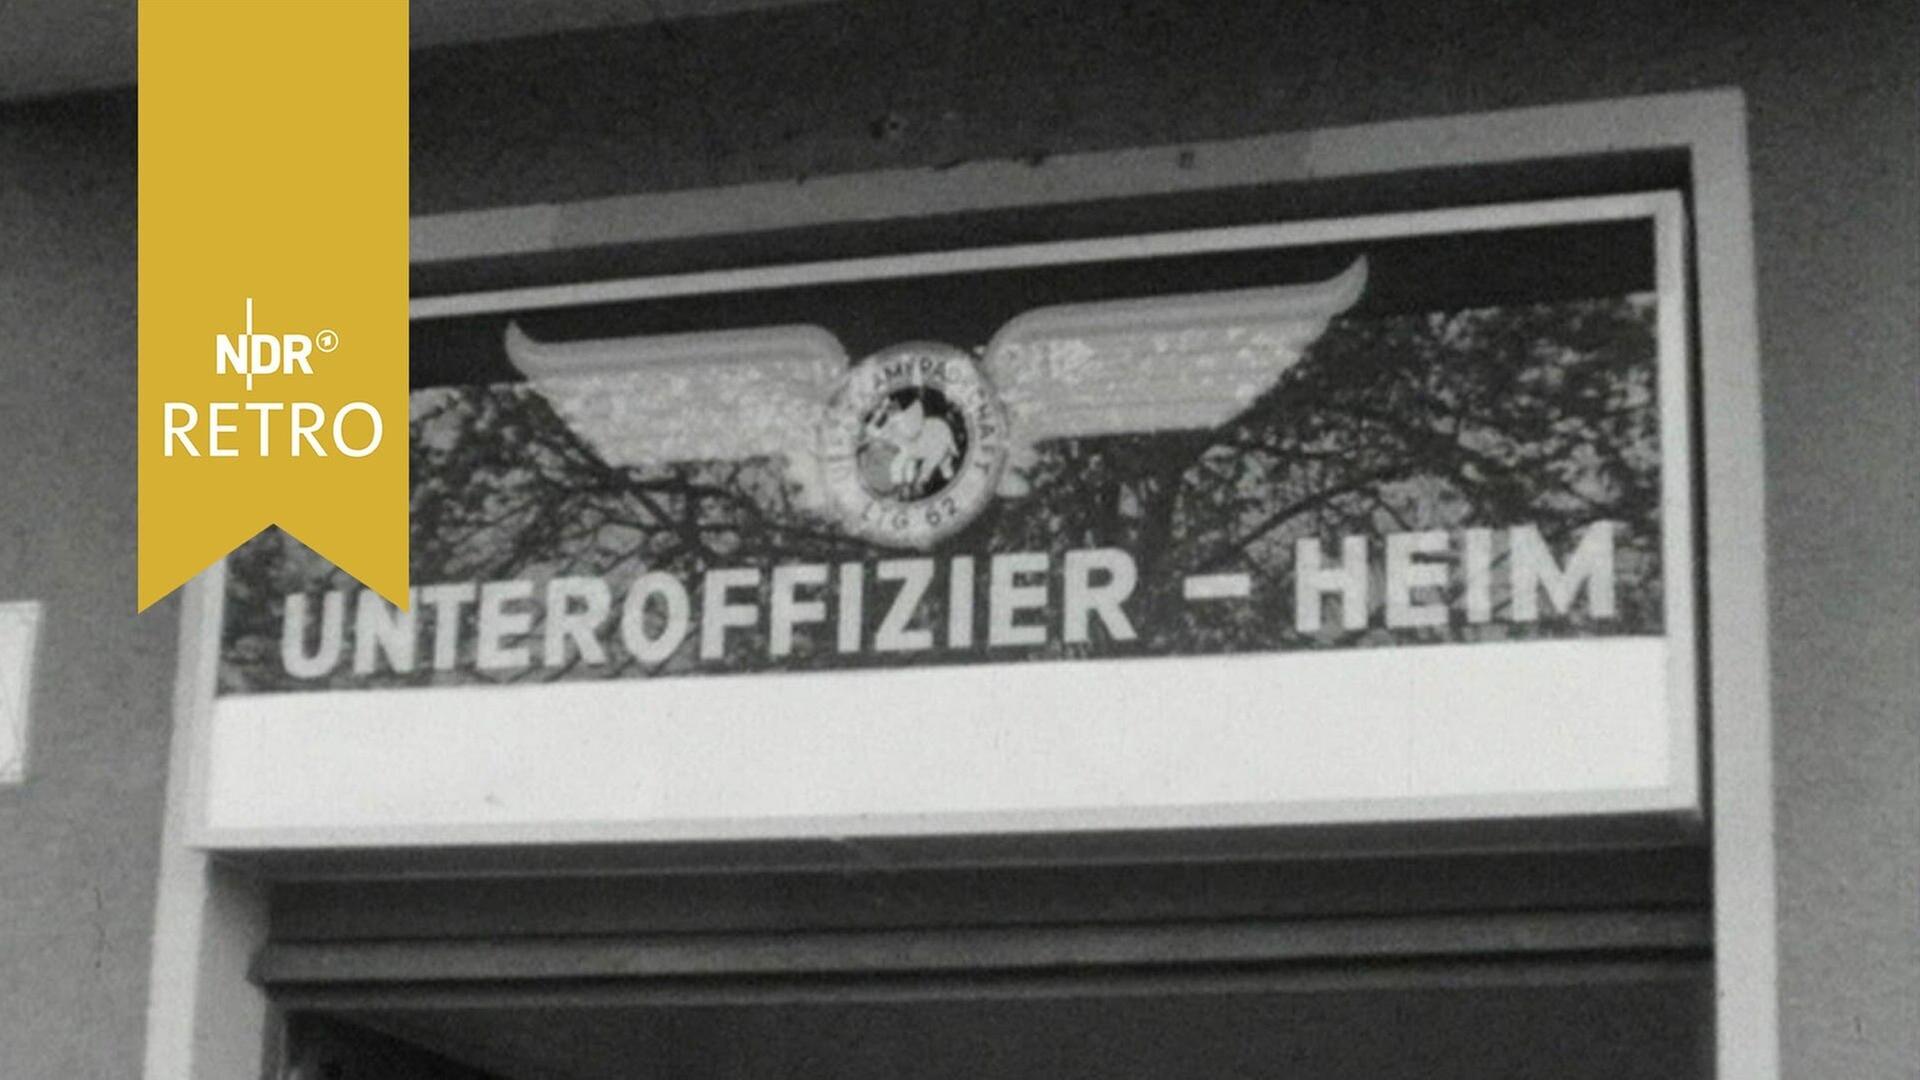 NDR
RETRO
KAMERADSCHAFT
LTG 62
UNTEROFFIZIER - HEIM